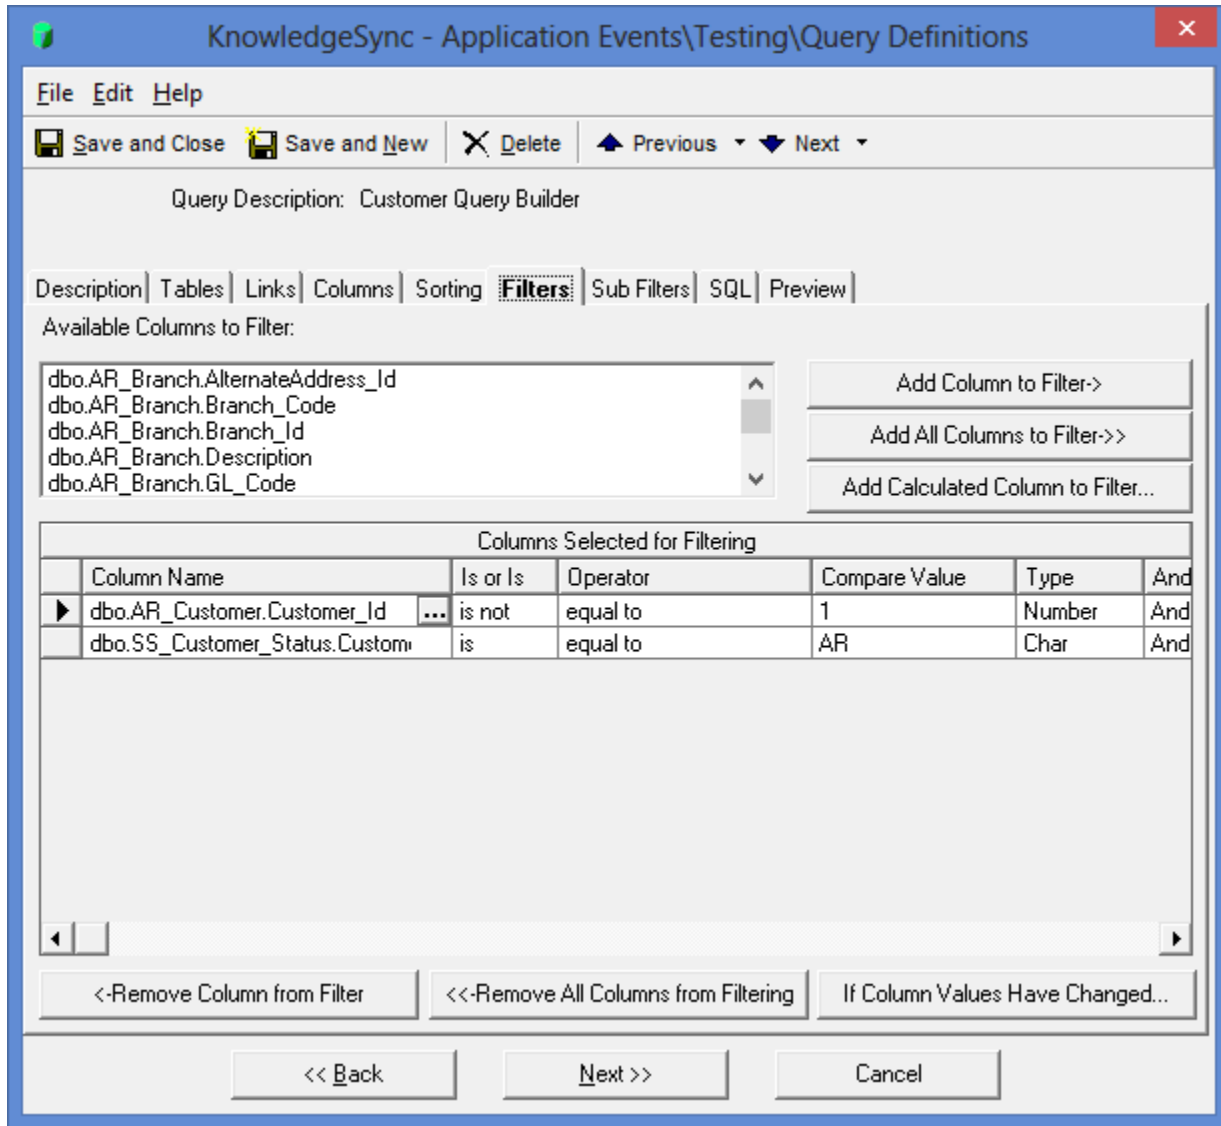 KnowledgeSync - Application Events\Testing\Query Definitions
File Edit Help
Save and Close Save and New Delete Previous Next
Query Description: Customer Query Builder
Description Tables Links Columns Sorting Filters Sub Filters SQL Preview
Available Columns to Filter:
dbo.AR_Branch.AlternateAddress_Id
dbo.AR_Branch.Branch_Code
dbo.AR_Branch.Branch_Id
dbo.AR_Branch.Description
dbo.AR_Branch.GL_Code
Add Column to Filter->
Add All Columns to Filter->>
Add Calculated Column to Filter...
Columns Selected for Filtering
Column Name Is or Is Operator Compare Value Type And
dbo.AR_Customer.Customer_Id ... is not equal to 1 Number And
dbo.SS_Customer_Status.Custom is equal to AR Char And
<-Remove Column from Filter <<-Remove All Columns from Filtering If Column Values Have Changed...
<< Back Next >> Cancel